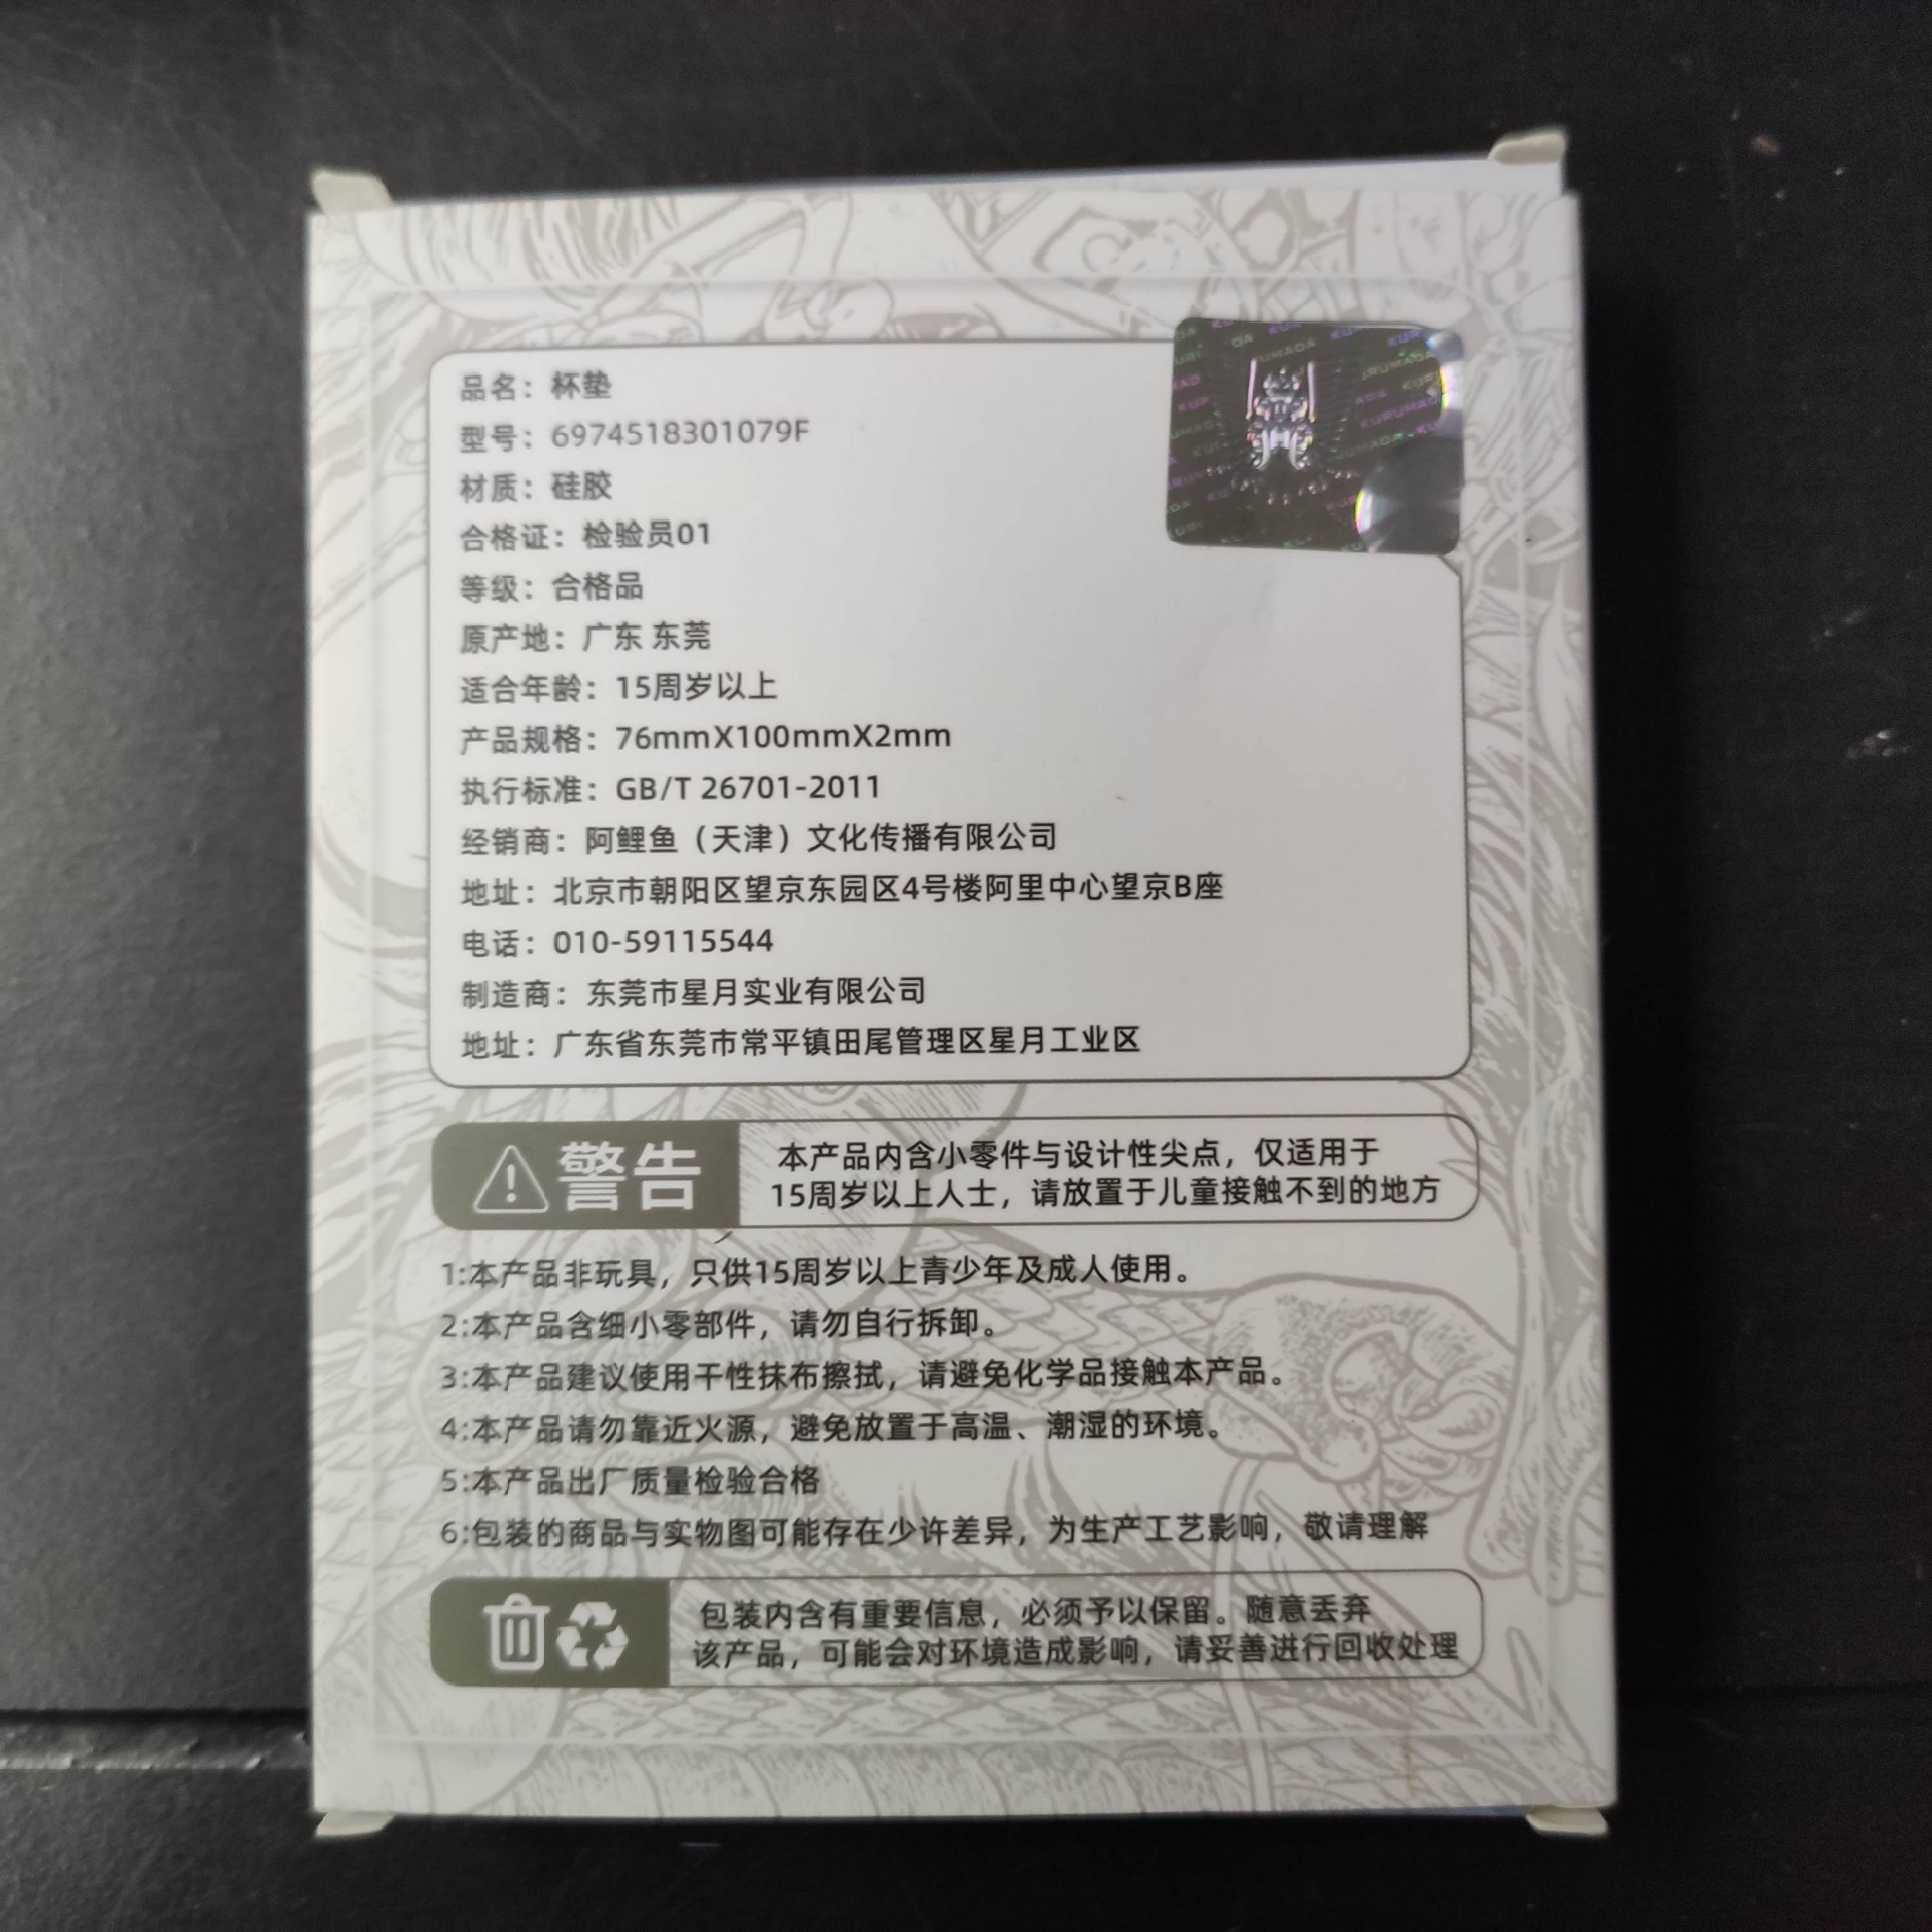 品名：杯垫
型号：6974518301079F
材质：硅胶
合格证：检验员01
等级：合格品
原产地：广东 东莞
适合年龄：15周岁以上
产品规格：76mmX100mmX2mm
执行标准：GB/T 26701-2011
经销商：阿鲤鱼（天津）文化传播有限公司
地址：北京市朝阳区望京东园区4号楼阿里中心望京B座
电话：010-59115544
制造商：东莞市星月实业有限公司
地址：广东省东莞市常平镇田尾管理区星月工业区
KURUMADA
警告
本产品内含小零件与设计性尖点，仅适用于
15周岁以上人士，请放置于儿童接触不到的地方
1:本产品非玩具，只供15周岁以上青少年及成人使用。
2:本产品含细小零部件，请勿自行拆卸。
3:本产品建议使用干性抹布擦拭，请避免化学品接触本产品。
4:本产品请勿靠近火源，避免放置于高温、潮湿的环境。
5:本产品出厂质量检验合格
6:包装的商品与实物图可能存在少许差异，为生产工艺影响，敬请理解
包装内含有重要信息，必须予以保留。随意丢弃
该产品，可能会对环境造成影响，请妥善进行回收处理